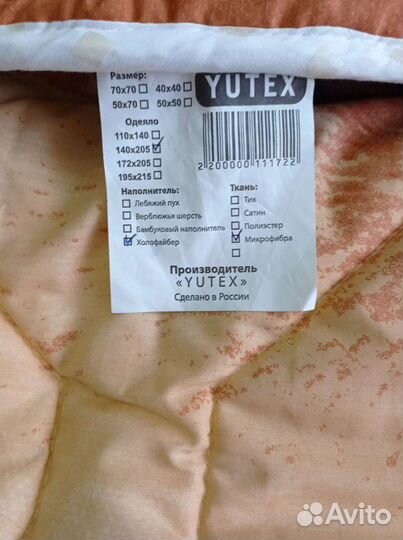 Размер:
70x70 40x40
50x70 50x50
YUTEX
Одеяло
110x140
140x205
172x205
195x215
2 200000 111722
Наполнитель:
Лебяжий пух
Верблюжья шерсть
Бамбуковый наполнитель
Холофайбер
Ткань:
Тик
Сатин
Полиэстер
Микрофибра
Производитель
«YUTEX»
Сделано в России
Avito